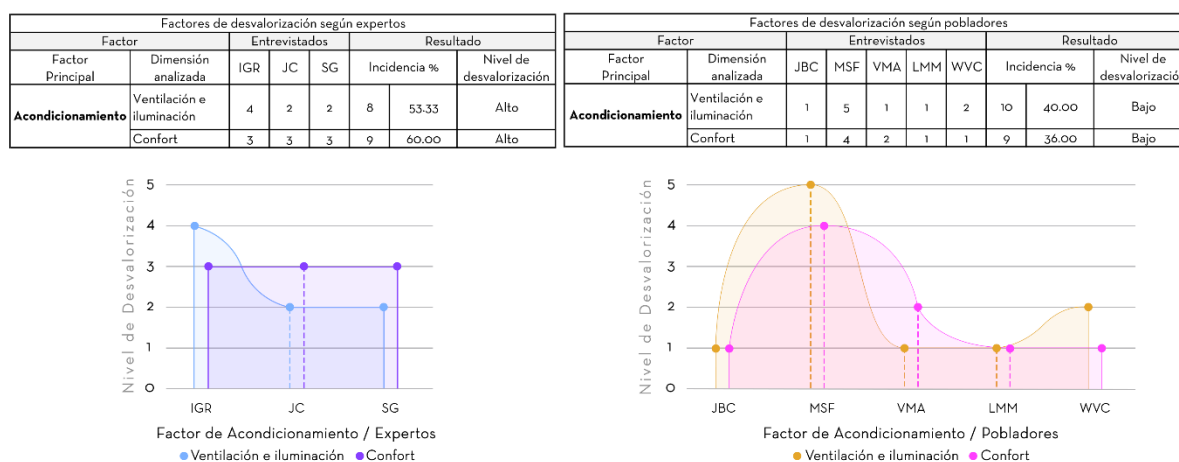 Factores de desvalorización según expertos
Factor Entrevistados Resultado
Factor Principal Dimensión analizada IGR JC SG Incidencia % Nivel de desvalorización
Acondicionamiento Ventilación e iluminación 4 2 2 8 53.33 Alto
Confort 3 3 3 9 60.00 Alto
Factores de desvalorización según pobladores
Factor Entrevistados Resultado
Factor Principal Dimensión analizada JBC MSF VMA LMM WVC Incidencia % Nivel de desvalorización
Acondicionamiento Ventilación e iluminación 1 5 1 1 2 10 40.00 Bajo
Confort 1 4 2 1 1 9 36.00 Bajo
Nivel de Desvalorización
5
4
3
2
1
0
IGR JC SG
Factor de Acondicionamiento / Expertos
Ventilación e iluminación Confort
Nivel de Desvalorización
5
4
3
2
1
0
JBC MSF VMA LMM WVC
Factor de Acondicionamiento / Pobladores
Ventilación e iluminación Confort